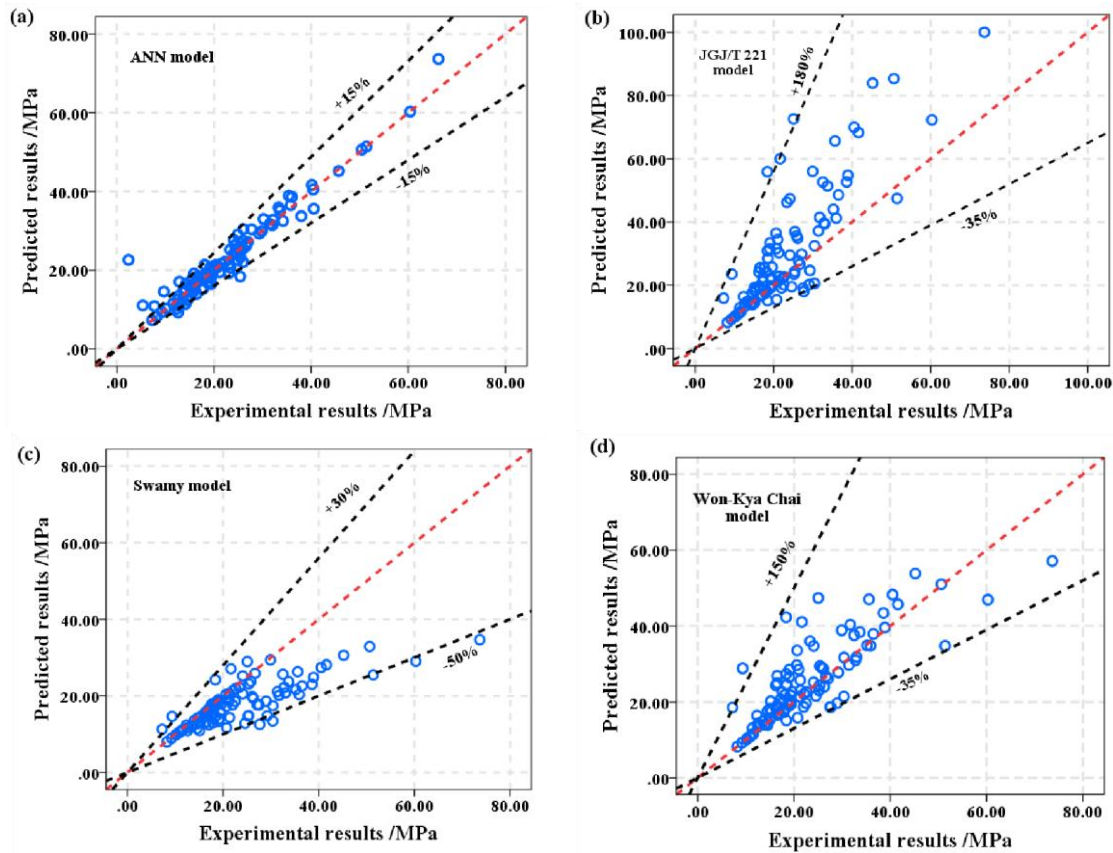 (a)
ANN model
+15%
-15%
80.00
60.00
40.00
20.00
.00
Predicted results /MPa
.00 20.00 40.00 60.00 80.00
Experimental results /MPa
(b)
JGJ/T 221
model
+180%
-35%
100.00
80.00
60.00
40.00
20.00
.00
Predicted results /MPa
.00 20.00 40.00 60.00 80.00 100.00
Experimental results /MPa
(c)
Swamy model
+30%
-50%
80.00
60.00
40.00
20.00
.00
Predicted results /MPa
.00 20.00 40.00 60.00 80.00
Experimental results /MPa
(d)
Won-Kya Chai
model
+150%
-35%
80.00
60.00
40.00
20.00
.00
Predicted results /MPa
.00 20.00 40.00 60.00 80.00
Experimental results /MPa